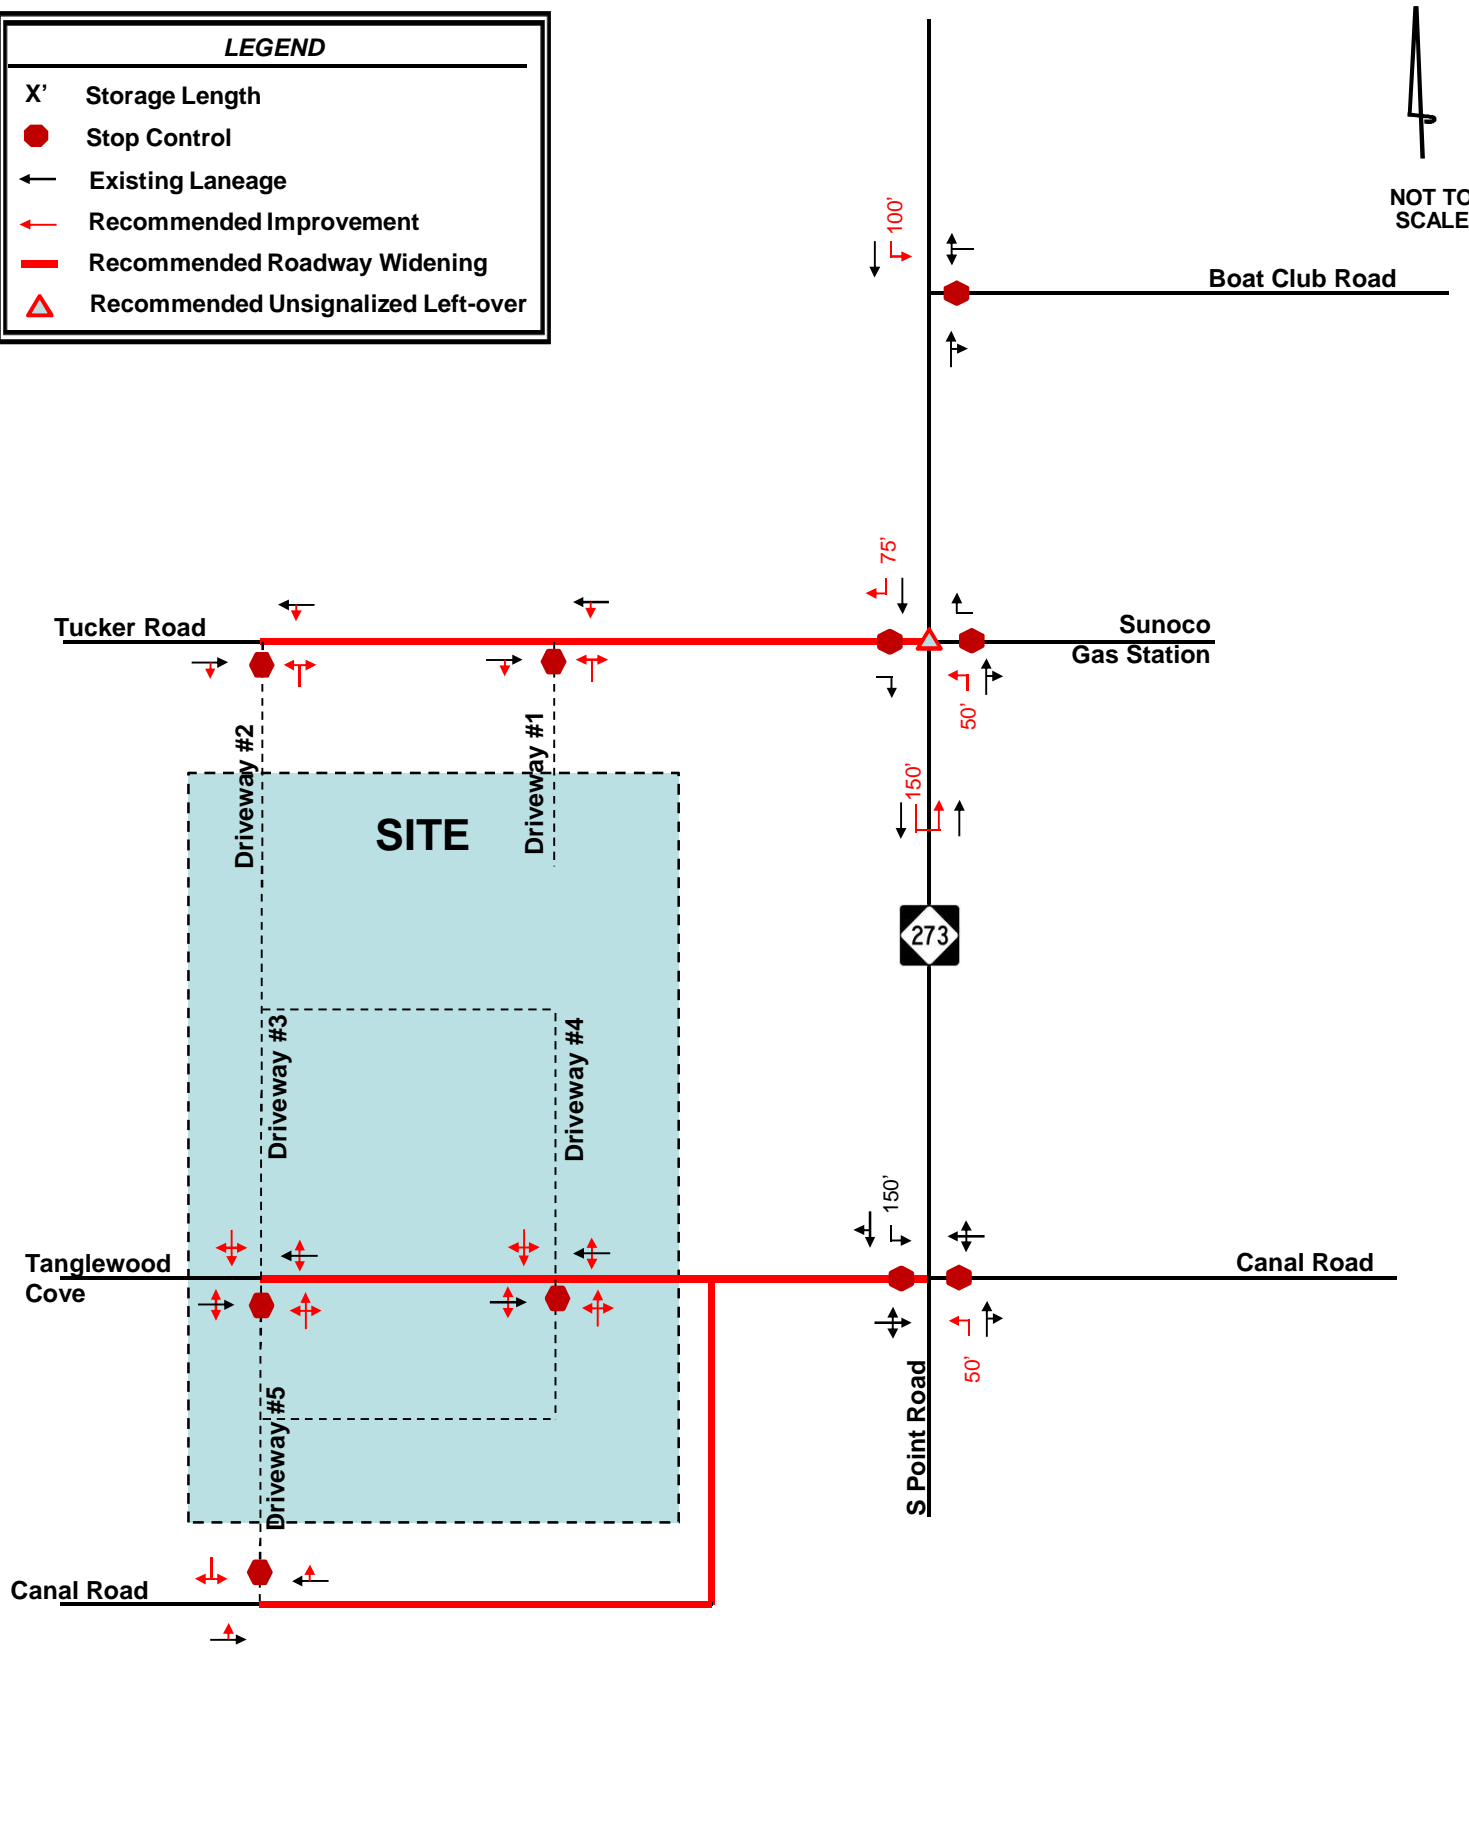 LEGEND
X' Storage Length
Stop Control
Existing Laneage
Recommended Improvement
Recommended Roadway Widening
Recommended Unsignalized Left-over
NOT TO
SCALE
100'
Boat Club Road
75'
Tucker Road
Sunoco
Gas Station
50'
Driveway #2
Driveway #1
150'
SITE
273
Driveway #3
Driveway #4
150'
Tanglewood
Cove
Canal Road
50'
S Point Road
Driveway #5
Canal Road